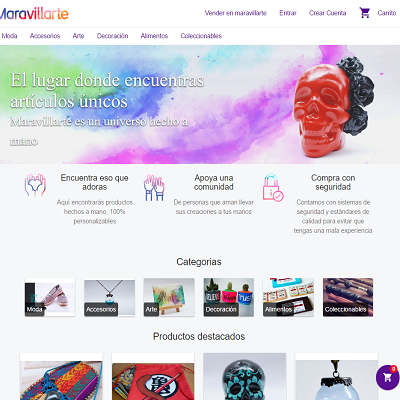 Maravillarte
Vender en maravillarte Entrar Crear Cuenta Carrito
Moda Accesorios Arte Decoración Alimentos Coleccionables
El lugar donde encuentras
artículos únicos
Maravillarte es un universo hecho a
mano
Encuentra eso que
adoras
Aquí encontrarás productos
hechos a mano, 100%
personalizables
Apoya una
comunidad
De personas que aman llevar
sus creaciones a tus manos
Compra con
seguridad
Contamos con sistemas de
seguridad y estándares de
calidad para evitar que
tengas una mala experiencia
Categorias
Moda Accesorios Arte Decoración Alimentos Coleccionables
Productos destacados
0